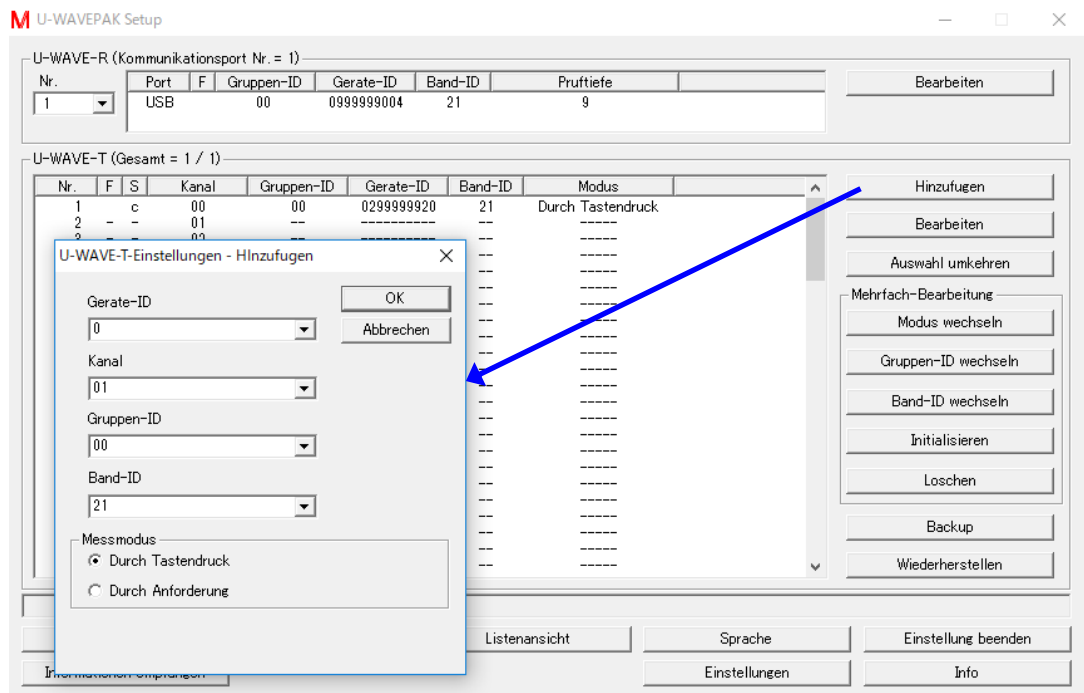 M U-WAVEPAK Setup
U-WAVE-R (Kommunikationsport Nr. = 1)
Nr. Port F Gruppen-ID Gerate-ID Band-ID Pruftiefe
1 USB 00 0999999004 21 9
Bearbeiten
U-WAVE-T (Gesamt = 1 / 1)
Nr. F S Kanal Gruppen-ID Gerate-ID Band-ID Modus
1 c 00 00 0299999920 21 Durch Tastendruck
2 - - 01 -- ---------- -- -----
-- -----
-- -----
-- -----
-- -----
-- -----
-- -----
-- -----
-- -----
-- -----
-- -----
-- -----
-- -----
Hinzufugen
Bearbeiten
Auswahl umkehren
Mehrfach-Bearbeitung
Modus wechseln
Gruppen-ID wechseln
Band-ID wechseln
Initialisieren
Loschen
Backup
Wiederherstellen
U-WAVE-T-Einstellungen - HInzufugen
Gerate-ID
0
Kanal
01
Gruppen-ID
00
Band-ID
21
OK
Abbrechen
Messmodus
Durch Tastendruck
Durch Anforderung
Listenansicht
Sprache
Einstellung beenden
Einstellungen
Info